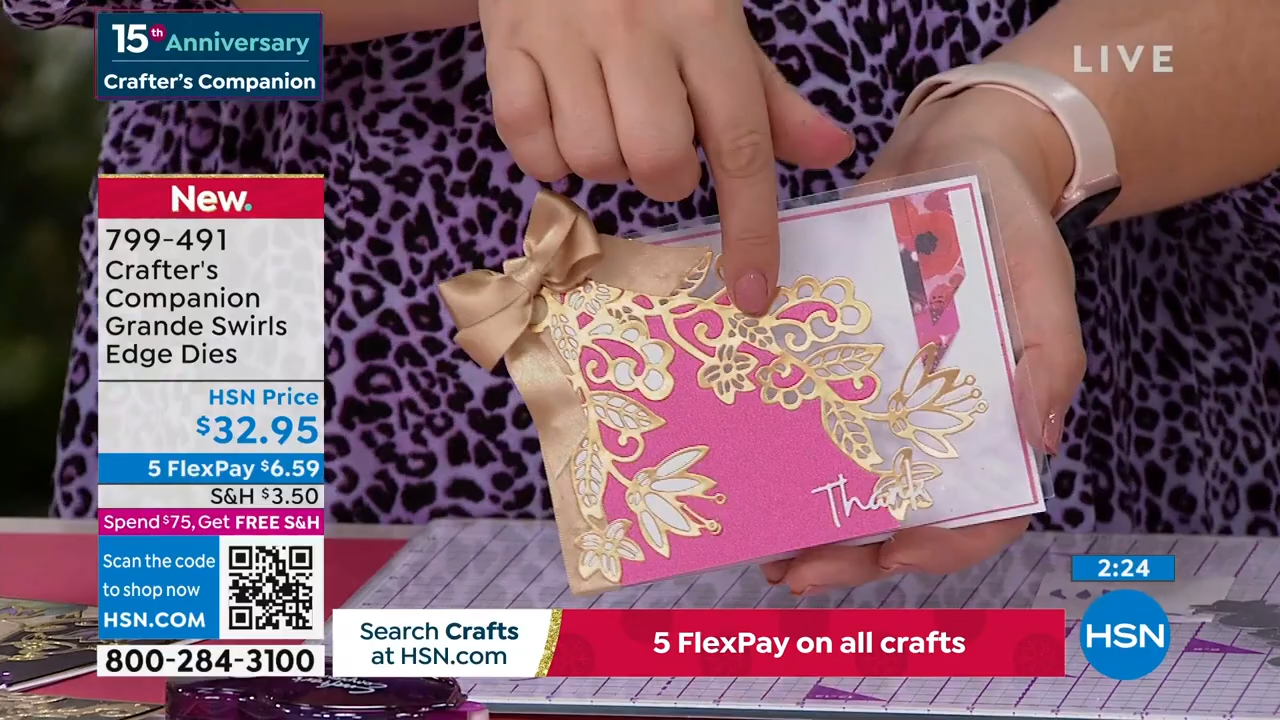 15th Anniversary
Crafter's Companion
LIVE
New.
799-491
Crafter's
Companion
Grande Swirls
Edge Dies
HSN Price
$32.95
5 FlexPay $6.59
S&H $3.50
Spend $75, Get FREE S&H
Scan the code
to shop now
HSN.COM
800-284-3100
Search Crafts
at HSN.com
5 FlexPay on all crafts
2:24
HSN
Thank